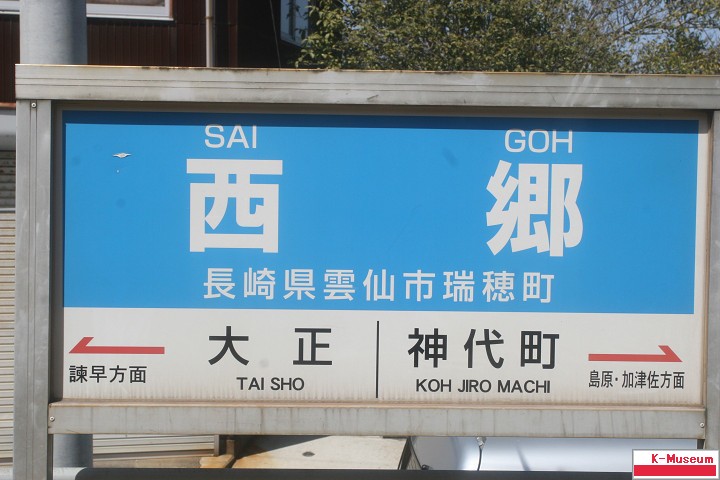 SAI GOH
西郷
長崎県雲仙市瑞穂町
大正 神代町
諫早方面 TAI SHO KOH JIRO MACHI 島原・加津佐方面
K-Museum